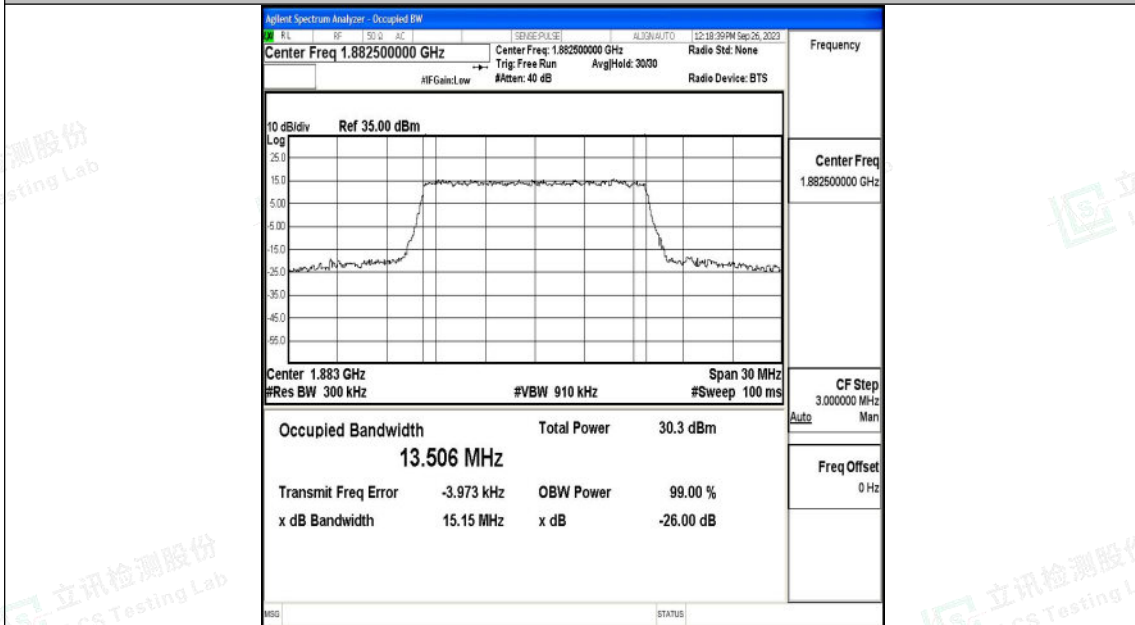 Agilent Spectrum Analyzer - Occupied BW
RL RF 50 Ω AC SENSE:PULSE ALIGNAUTO 12:18:39PM Sep 26, 2023
Center Freq 1.882500000 GHz
Center Freq: 1.882500000 GHz
Radio Std: None
Trig: Free Run Avg|Hold: 30/30
#IFGain:Low
#Atten: 40 dB
Radio Device: BTS
Frequency
10 dB/div Ref 35.00 dBm
Log
25.0
15.0
5.00
-5.00
-15.0
-25.0
-35.0
-45.0
-55.0
Center 1.883 GHz
Span 30 MHz
#Res BW 300 kHz
#VBW 910 kHz
#Sweep 100 ms
Center Freq
1.882500000 GHz
CF Step
3.000000 MHz
Auto Man
Freq Offset
0 Hz
Occupied Bandwidth
Total Power 30.3 dBm
13.506 MHz
Transmit Freq Error -3.973 kHz OBW Power 99.00 %
x dB Bandwidth 15.15 MHz x dB -26.00 dB
MSG
STATUS
测股份
sting Lab
立讯检测股份
CS Testing Lab
立讯检测股份
CS Testing L